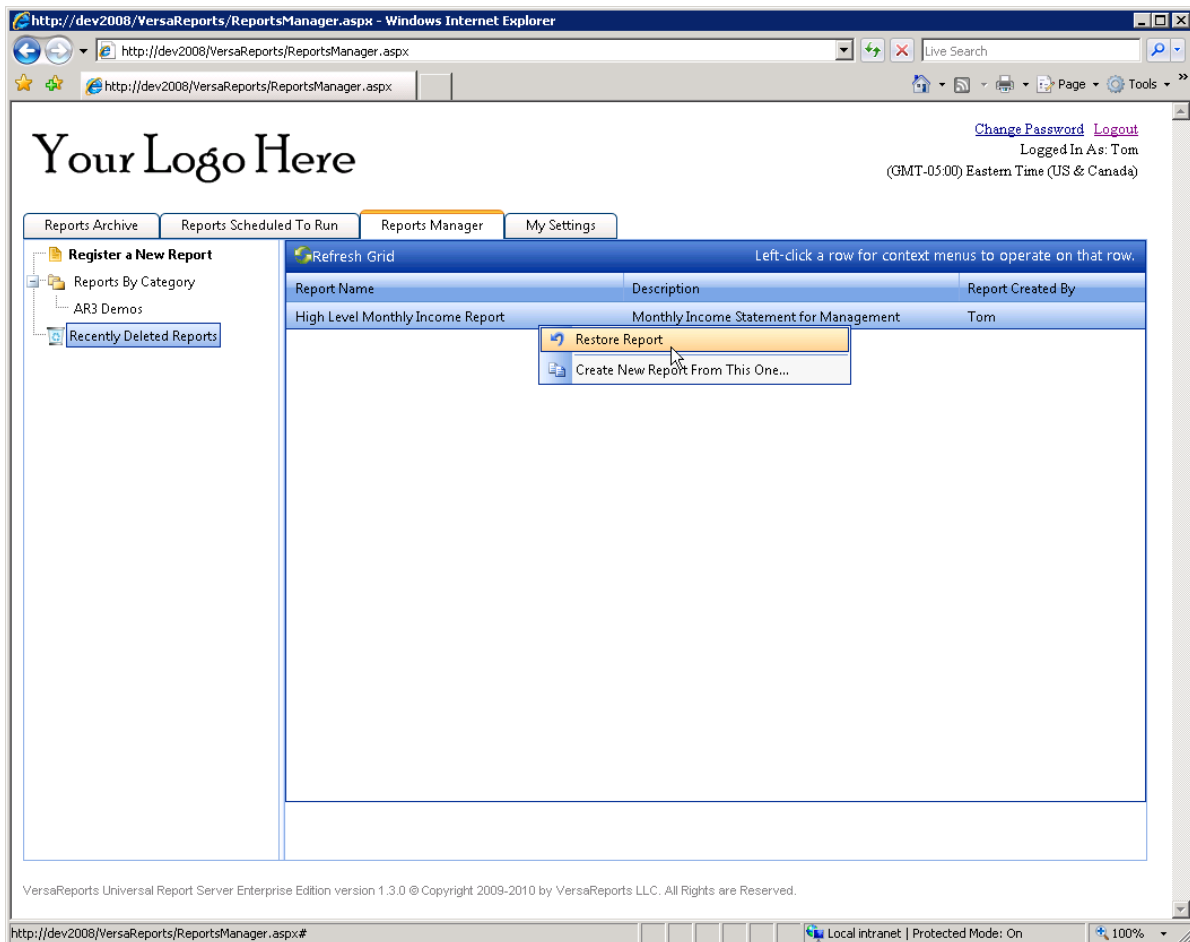 http://dev2008/VersaReports/ReportsManager.aspx - Windows Internet Explorer
http://dev2008/VersaReports/ReportsManager.aspx
Live Search
http://dev2008/VersaReports/ReportsManager.aspx
Page
Tools
Your Logo Here
Change Password Logout
Logged In As: Tom
(GMT-05:00) Eastern Time (US & Canada)
Reports Archive
Reports Scheduled To Run
Reports Manager
My Settings
Register a New Report
Reports By Category
AR3 Demos
Recently Deleted Reports
Refresh Grid
Left-click a row for context menus to operate on that row.
Report Name Description Report Created By
High Level Monthly Income Report Monthly Income Statement for Management Tom
Restore Report
Create New Report From This One...
VersaReports Universal Report Server Enterprise Edition version 1.3.0 © Copyright 2009-2010 by VersaReports LLC. All Rights are Reserved.
http://dev2008/VersaReports/ReportsManager.aspx#
Local intranet | Protected Mode: On
100%